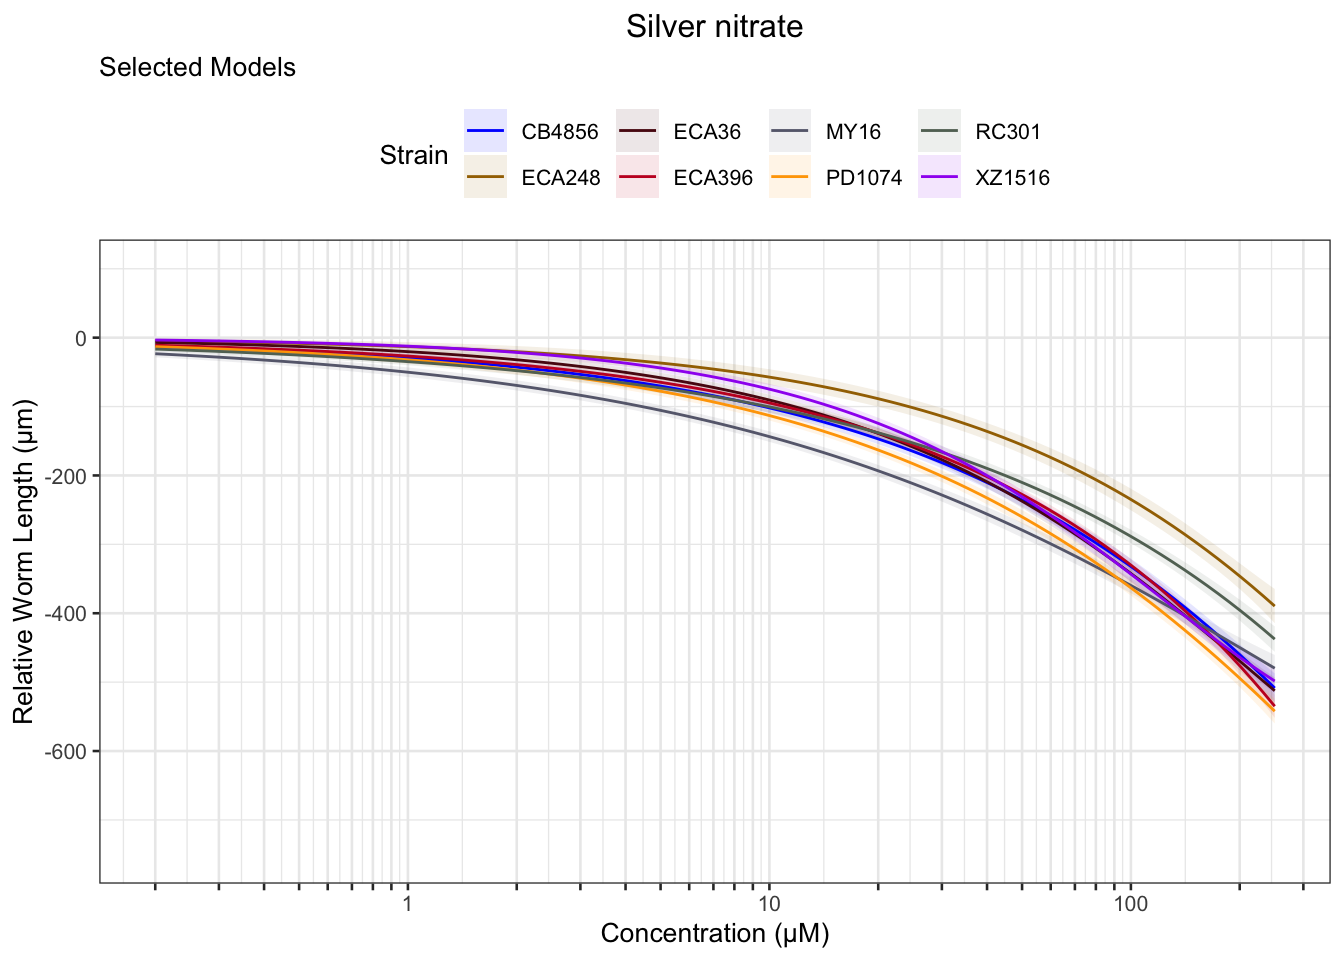 Silver nitrate
Selected Models
Strain
CB4856 ECA36 MY16 RC301
ECA248 ECA396 PD1074 XZ1516
Relative Worm Length (µm)
0
-200
-400
-600
1 10 100
Concentration (µM)